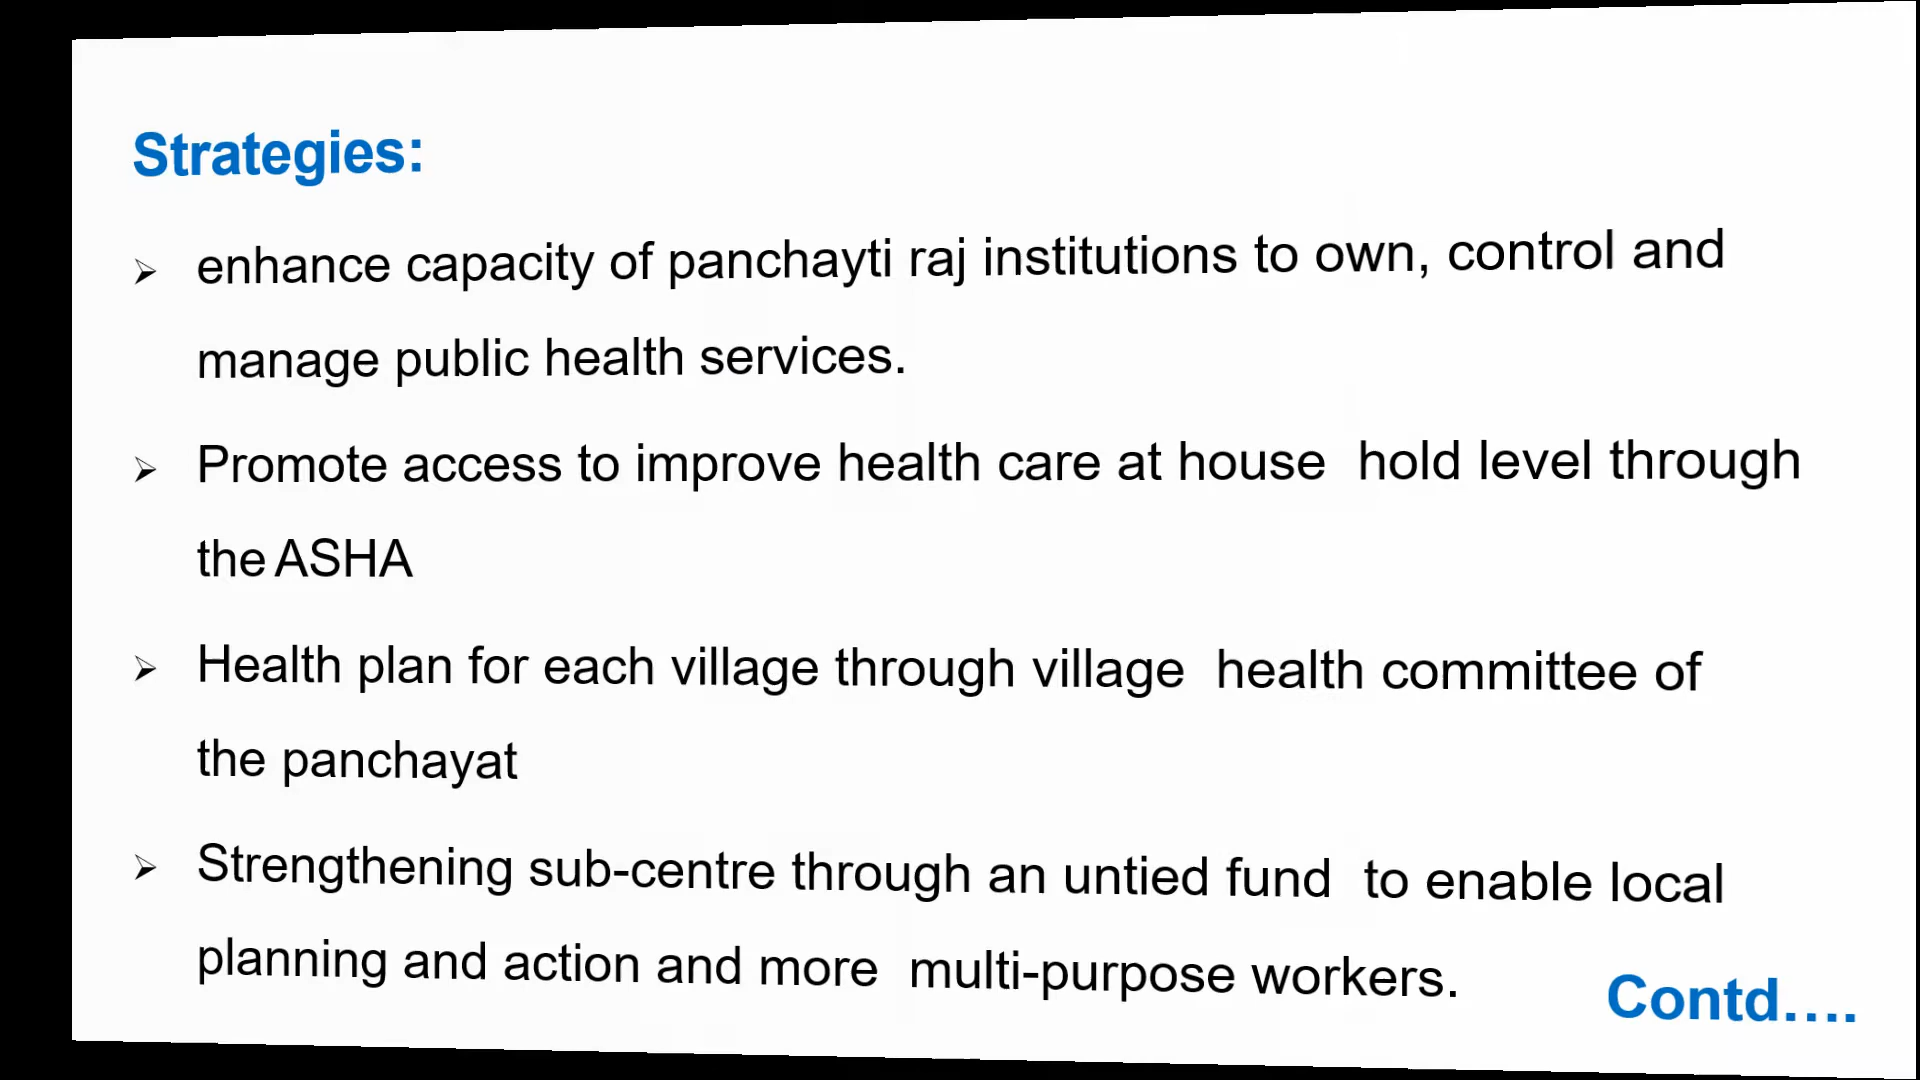 Strategies:
➢ enhance capacity of panchayti raj institutions to own, control and
manage public health services.
➢ Promote access to improve health care at house hold level through
the ASHA
➢ Health plan for each village through village health committee of
the panchayat
➢ Strengthening sub-centre through an untied fund to enable local
planning and action and more multi-purpose workers.
Contd....